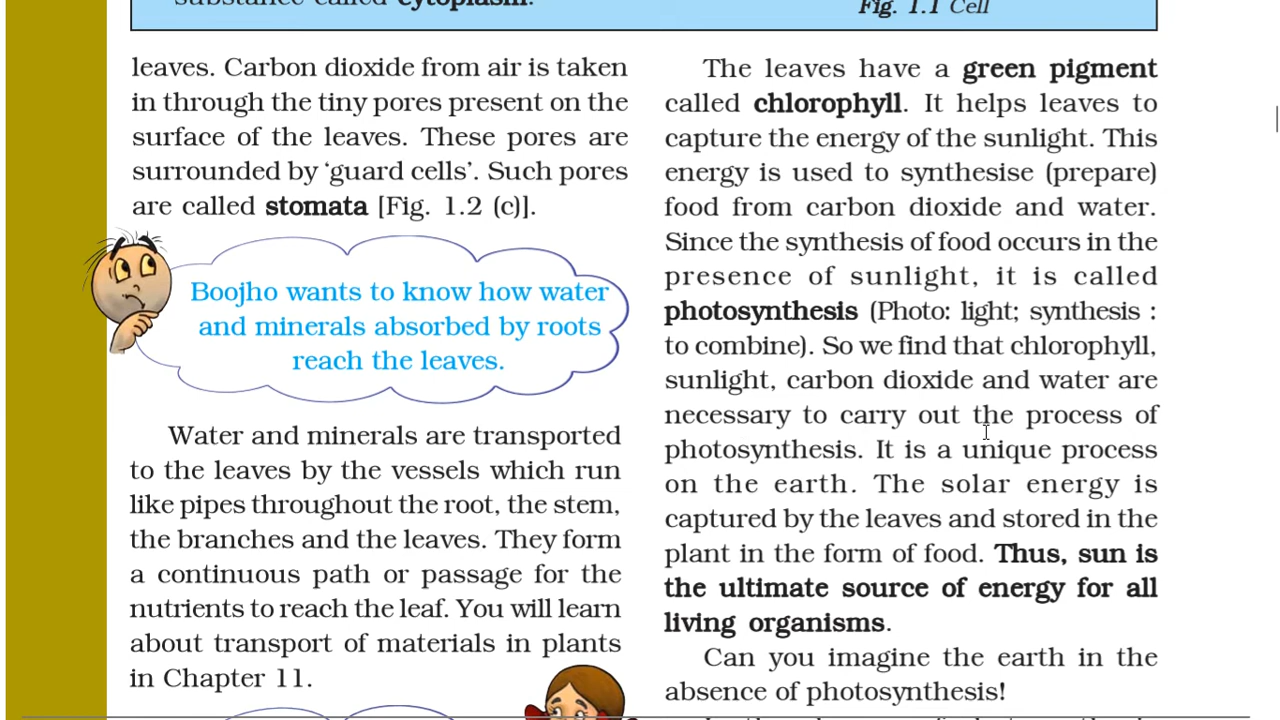 substance called cytoplasm.
Fig. 1.1 Cell
leaves. Carbon dioxide from air is taken
in through the tiny pores present on the
surface of the leaves. These pores are
surrounded by ‘guard cells’. Such pores
are called stomata [Fig. 1.2 (c)].
Boojho wants to know how water
and minerals absorbed by roots
reach the leaves.
Water and minerals are transported
to the leaves by the vessels which run
like pipes throughout the root, the stem,
the branches and the leaves. They form
a continuous path or passage for the
nutrients to reach the leaf. You will learn
about transport of materials in plants
in Chapter 11.
The leaves have a green pigment
called chlorophyll. It helps leaves to
capture the energy of the sunlight. This
energy is used to synthesise (prepare)
food from carbon dioxide and water.
Since the synthesis of food occurs in the
presence of sunlight, it is called
photosynthesis (Photo: light; synthesis :
to combine). So we find that chlorophyll,
sunlight, carbon dioxide and water are
necessary to carry out the process of
photosynthesis. It is a unique process
on the earth. The solar energy is
captured by the leaves and stored in the
plant in the form of food. Thus, sun is
the ultimate source of energy for all
living organisms.
Can you imagine the earth in the
absence of photosynthesis!